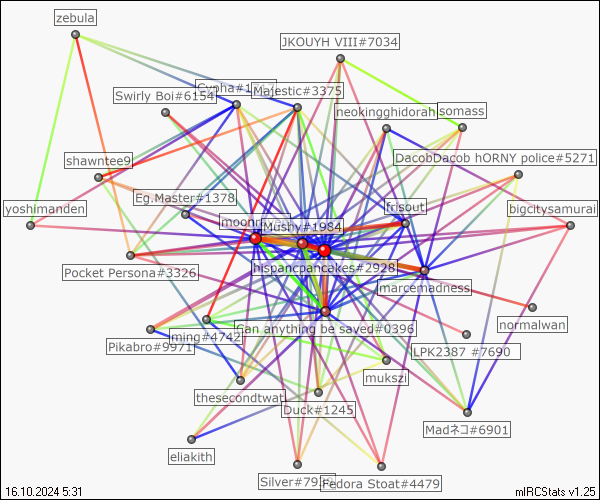 zebula
JKOUYH VIII#7034
Majestic#3375
Swirly Boi#6154
neokingghidorah
somass
shawntee9
DacobDacob hORNY police#5271
Eg.Master#1378
frisout
yoshimanden
bigcitysamurai
Mushy#1984
Pocket Persona#3326
hispancpancakes#2928
marcemadness
normalwan
Can anything be saved#0396
ming#4742
Pikabro#9971
LPK2387 #7690
mukszi
thesecondtwat
Duck#1245
Madネコ#6901
eliakith
Silver#79
Fedora Stoat#4479
16.10.2024 5:31
mIRCStats v1.25